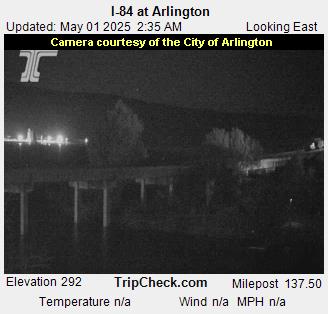 I-84 at Arlington
Updated: May 01 2025 2:35 AM Looking East
Camera courtesy of the City of Arlington
Elevation 292 TripCheck.com Milepost 137.50
Temperature n/a Wind n/a MPH n/a